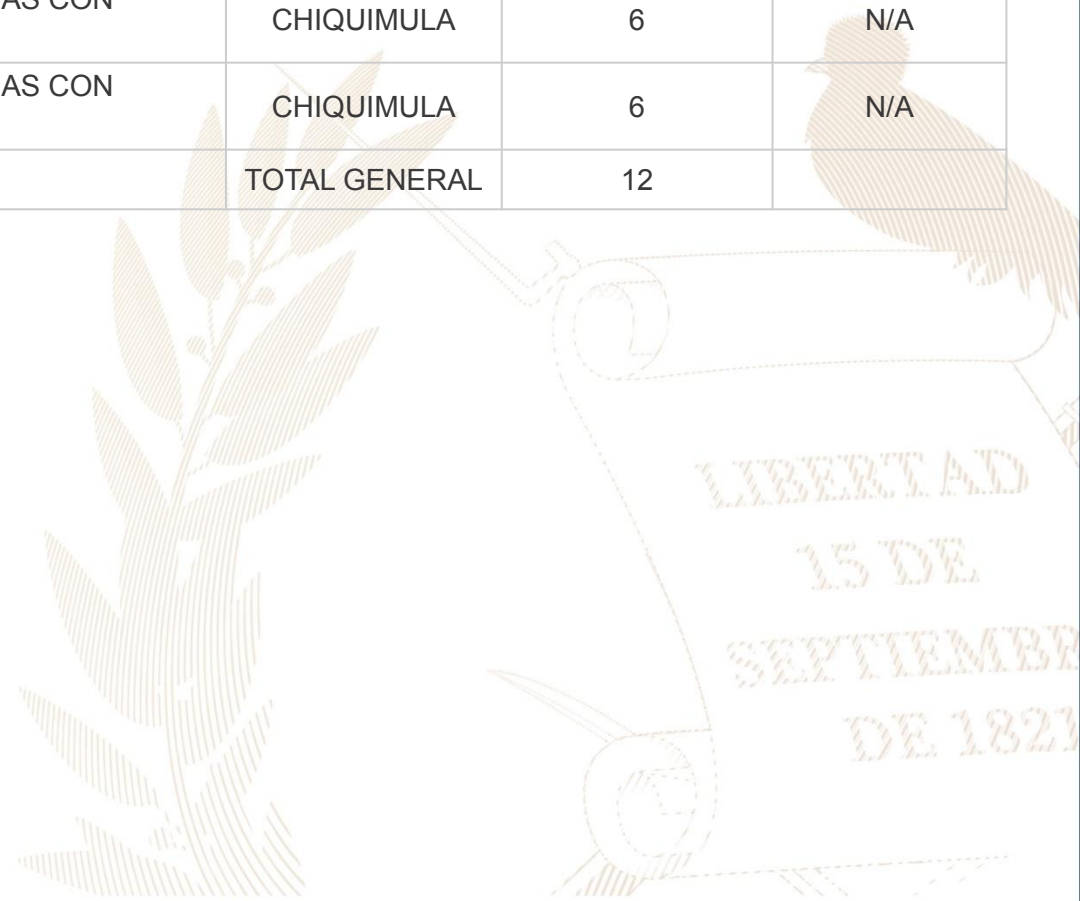 AS CON
CHIQUIMULA 6 N/A
AS CON
CHIQUIMULA 6 N/A
TOTAL GENERAL 12
LIBERTAD
15 DE
SEPTIEMBRE
DE 1821